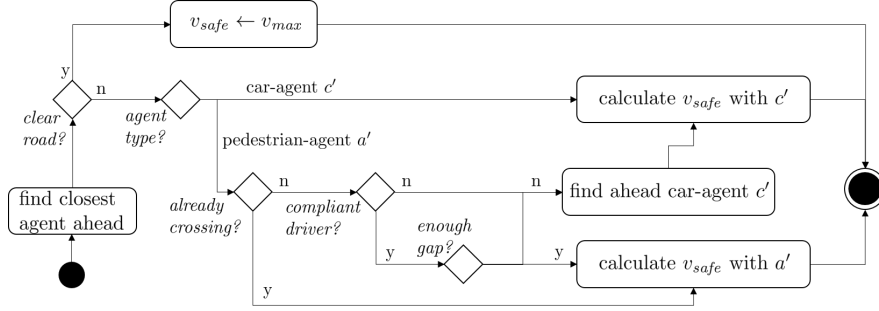 v_safe ← v_max
y
n
clear
road?
agent
type?
car-agent c′
calculate v_safe with c′
pedestrian-agent a′
find closest
agent ahead
n
n
n
already
crossing?
compliant
driver?
find ahead car-agent c′
enough
gap?
y
y
calculate v_safe with a′
y